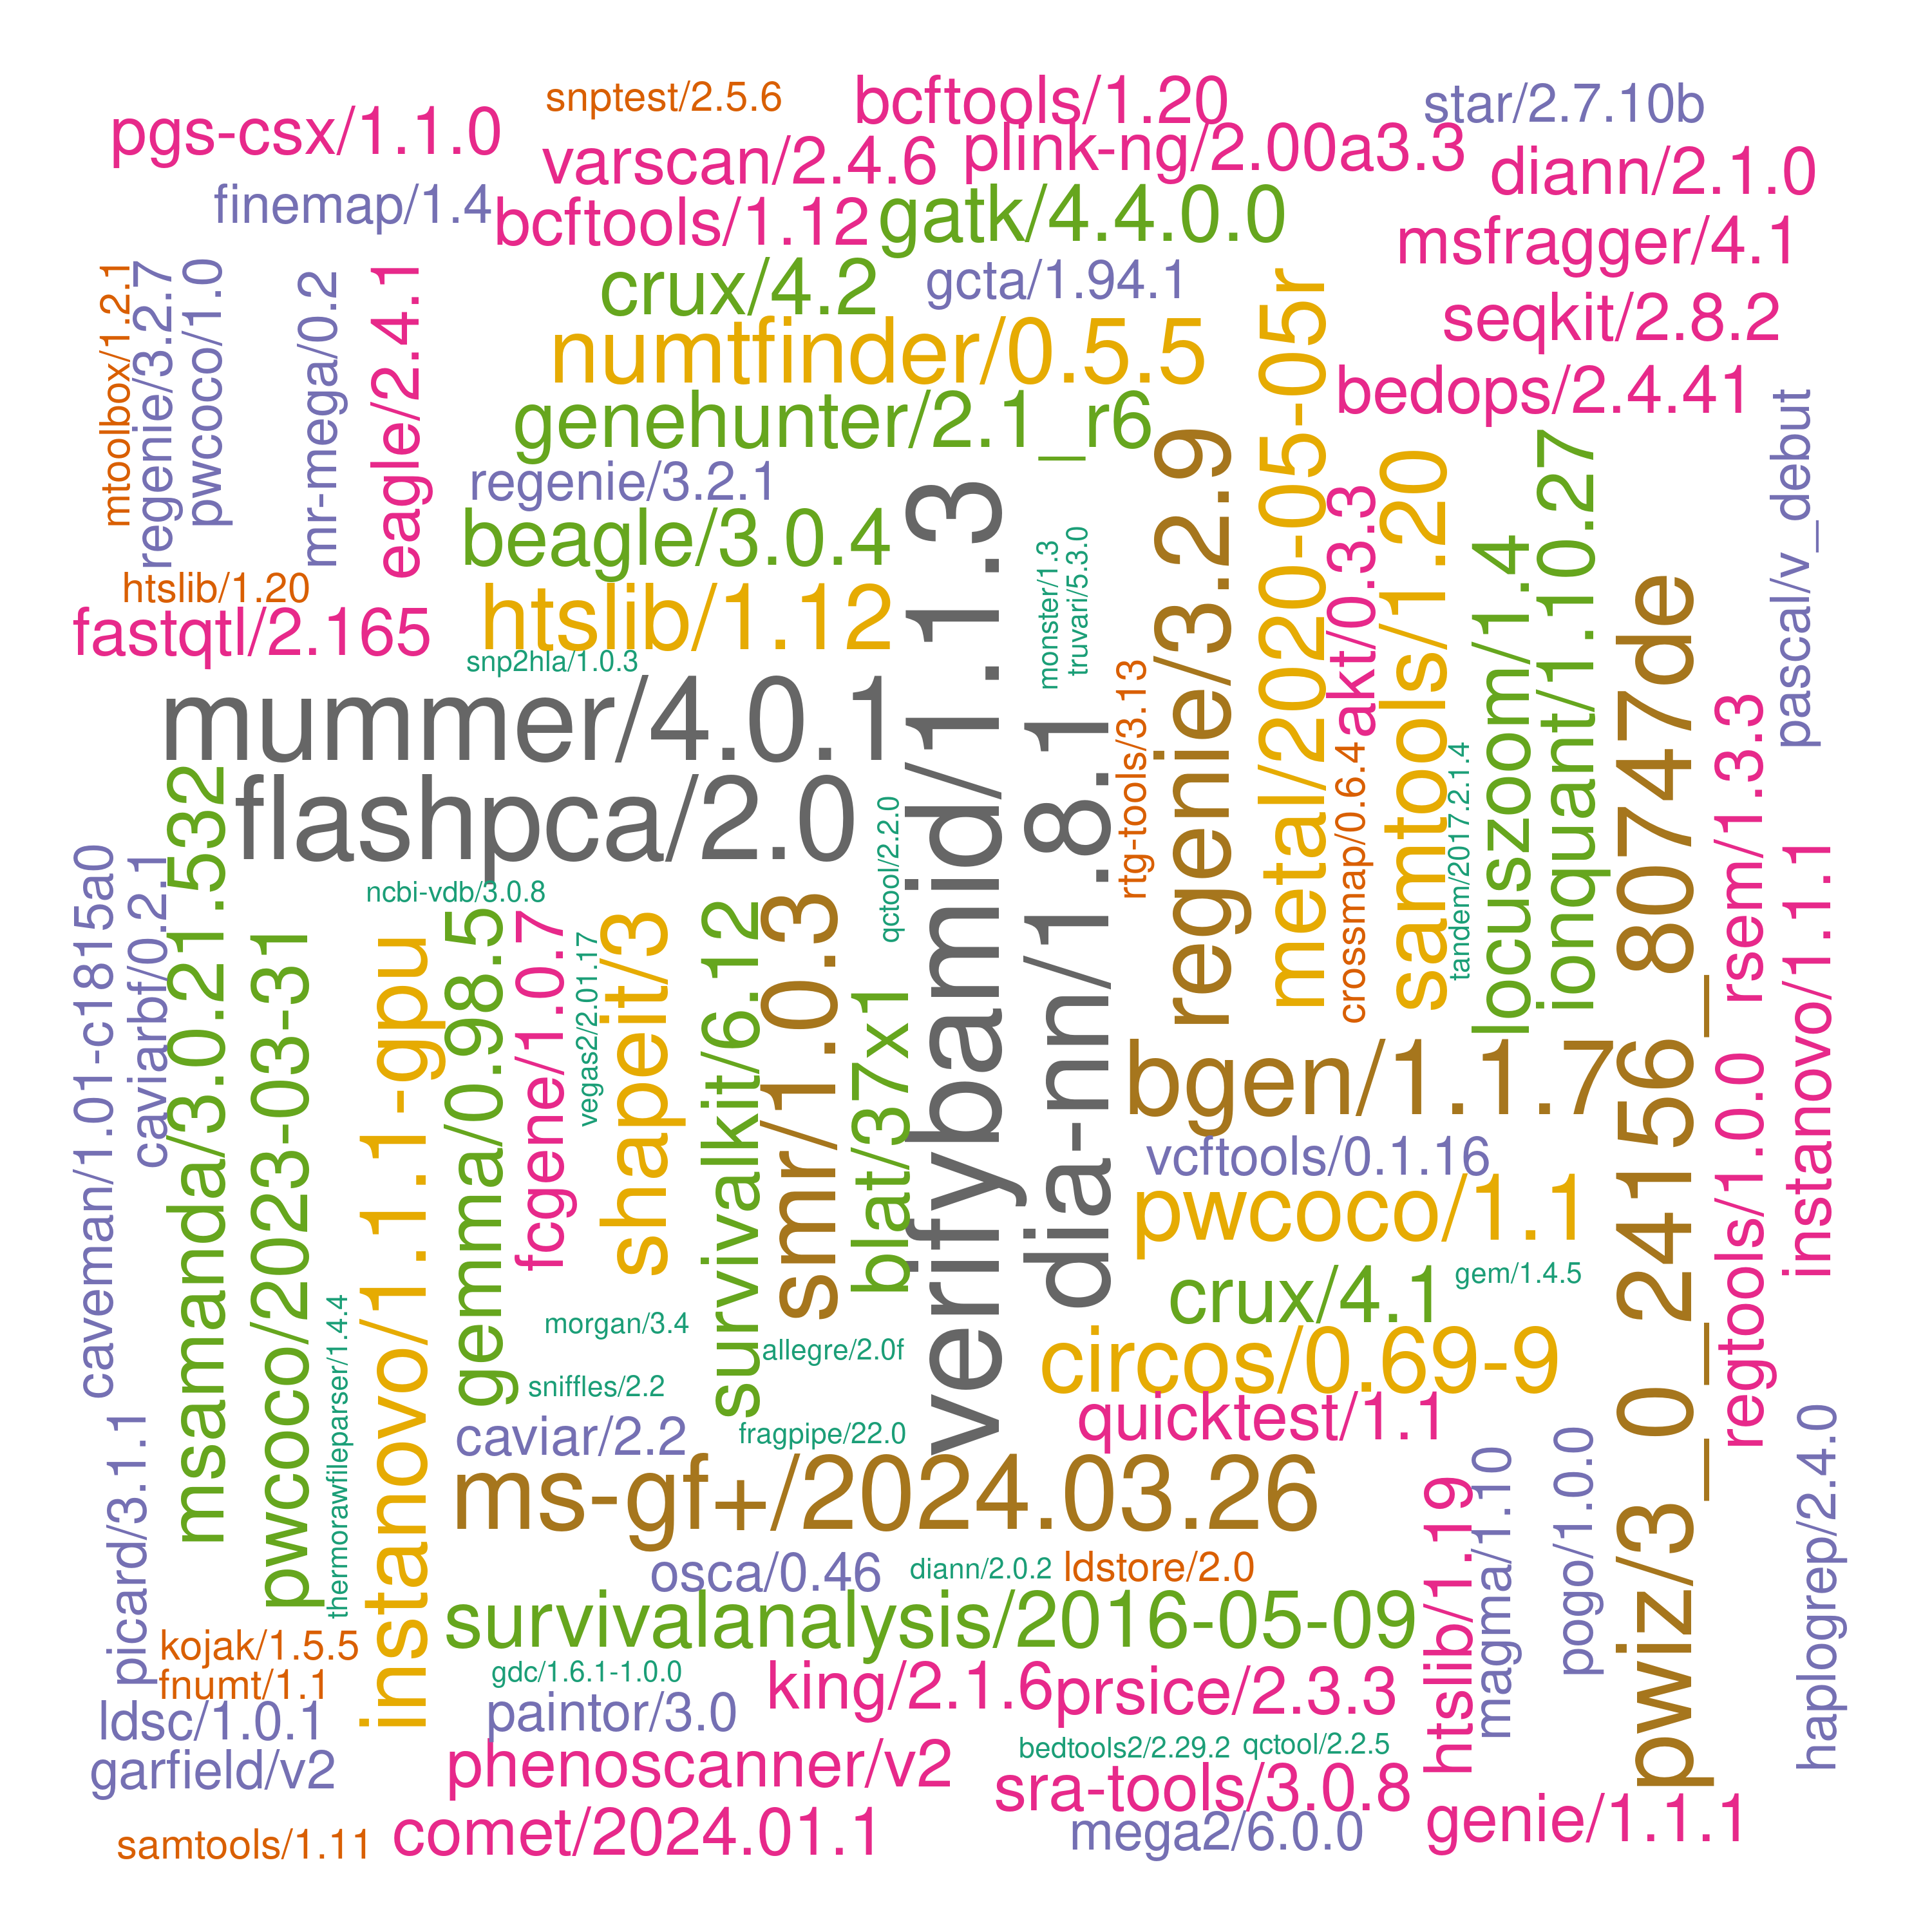 snptest/2.5.6
bcftools/1.20
star/2.7.10b
pgs-csx/1.1.0
varscan/2.4.6
plink-ng/2.00a3.3
diann/2.1.0
finemap/1.4
bcftools/1.12
gatk/4.4.0.0
msfragger/4.1
crux/4.2
gcta/1.94.1
seqkit/2.8.2
numtfinder/0.5.5
bedops/2.4.41
genehunter/2.1_r6
mtoolbox/1.2.1
regenie/3.2.7
pwcoco/1.0
mr-mega/0.2
eagle/2.4.1
regenie/3.2.1
beagle/3.0.4
htslib/1.20
fastqtl/2.165
htslib/1.12
snp2hla/1.0.3
monster/1.3
truvari/5.3.0
rtg-tools/3.13
regenie/3.2.9
metal/2020-05-05r
akt/0.3.3
crossmap/0.6.4
samtools/1.20
tandem/2017.2.1.4
locuszoom/1.4
ionquant/1.10.27
pwiz/3_0_24156_80747de
pascal/v_debut
rsem/1.3.3
instanovo/1.1.1
regtools/1.0.0
mummer/4.0.1
flashpca/2.0
verifybamid/1.1.3
dia-nn/1.8.1
qctool/2.2.0
ncbi-vdb/3.0.8
caveman/1.01-c1815a0
caviarbf/0.2.1
msamanda/3.0.21.532
pwcoco/2023-03-31
thermorawfileparser/1.4.4
instanovo/1.1.1-gpu
gemma/0.98.5
fcgene/1.0.7
vegas2/2.01.17
shapeit/3
survivalkit/6.12
smr/1.0.3
blat/37x1
bgen/1.1.7
vcftools/0.1.16
pwcoco/1.1
crux/4.1
gem/1.4.5
morgan/3.4
allegre/2.0f
circos/0.69-9
sniffles/2.2
quicktest/1.1
caviar/2.2
fragpipe/22.0
ms-gf+/2024.03.26
picard/3.1.1
htslib/1.19
magma/1.10
pogo/1.0.0
haplogrep/2.4.0
osca/0.46
diann/2.0.2
ldstore/2.0
survivalanalysis/2016-05-09
kojak/1.5.5
gdc/1.6.1-1.0.0
king/2.1.6
prsice/2.3.3
fnumt/1.1
ldsc/1.0.1
paintor/3.0
garfield/v2
phenoscanner/v2
bedtools2/2.29.2
qctool/2.2.5
sra-tools/3.0.8
genie/1.1.1
samtools/1.11
comet/2024.01.1
mega2/6.0.0